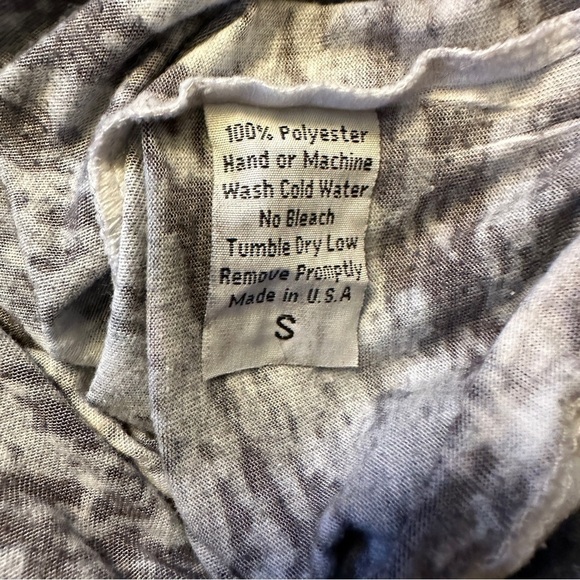 100% Polyester
Hand or Machine
Wash Cold Water
No Bleach
Tumble Dry Low
Remove Promptly
Made in U.S.A
S